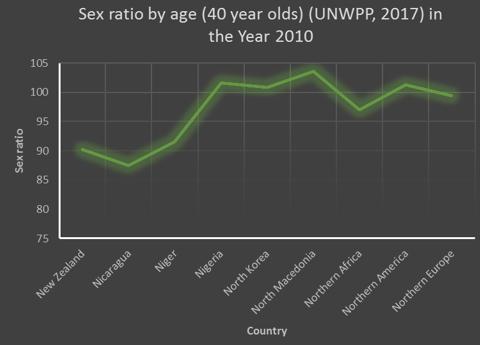 Sex ratio by age (40 year olds) (UNWPP, 2017) in
the Year 2010
105
100
95
90
85
80
75
Sex ratio
New Zealand
Nicaragua
Niger
Nigeria
North Korea
North Macedonia
Northern Africa
Northern America
Northern Europe
Country